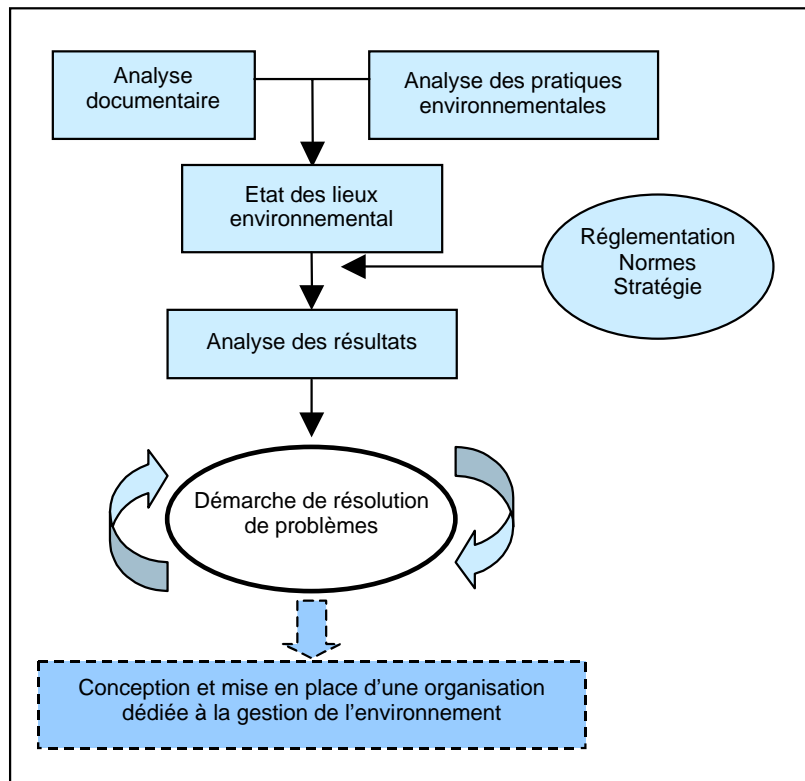 Analyse
documentaire
Analyse des pratiques
environnementales
Etat des lieux
environnemental
Réglementation
Normes
Stratégie
Analyse des résultats
Démarche de résolution
de problèmes
Conception et mise en place d’une organisation
dédiée à la gestion de l’environnement